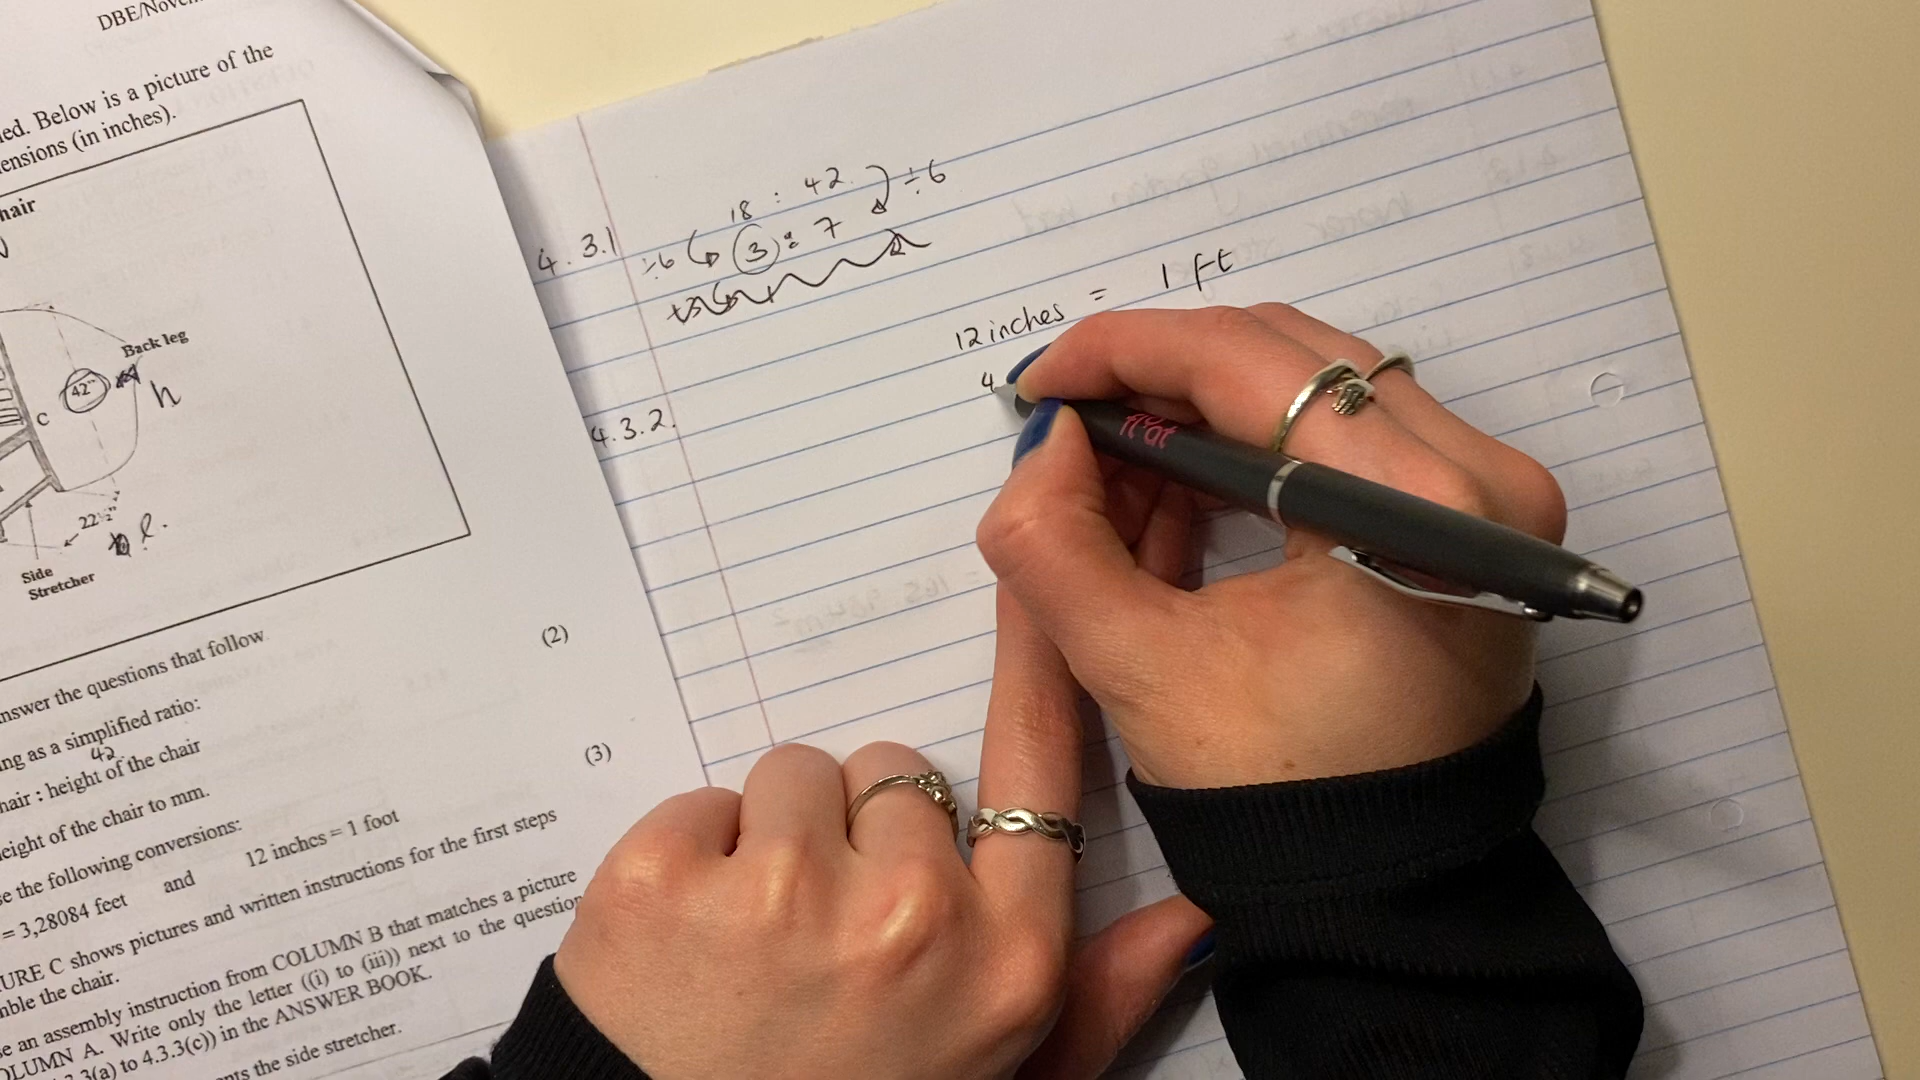 DBE/Novem
ed. Below is a picture of the
ensions (in inches).
hair
Back leg
42"
h
C
22½"
l.
Side
Stretcher
nswer the questions that follow.
(2)
ng as a simplified ratio:
42
hair : height of the chair
(3)
eight of the chair to mm.
e the following conversions:
= 3,28084 feet and 12 inches = 1 foot
URE C shows pictures and written instructions for the first steps
mble the chair.
e an assembly instruction from COLUMN B that matches a picture
OLUMN A. Write only the letter ((i) to (iii)) next to the question
3(a) to 4.3.3(c)) in the ANSWER BOOK.
nts the side stretcher.
18 : 42 ÷6
4.3.1 ÷6 3 : 7
12 inches = 1 ft
4
4.3.2.
float